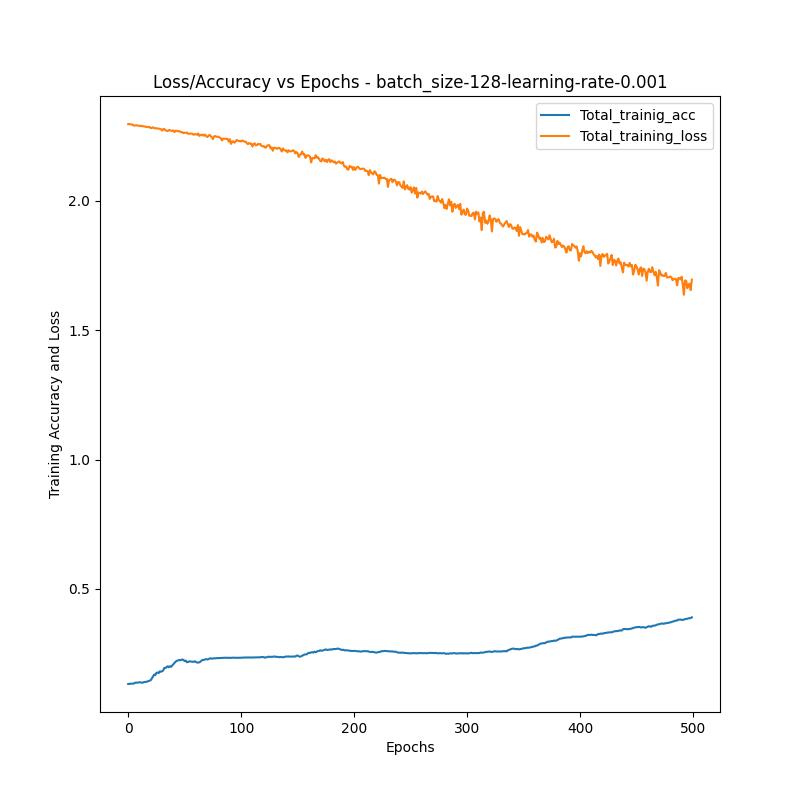 Loss/Accuracy vs Epochs - batch_size-128-learning-rate-0.001
Total_trainig_acc
Total_training_loss
Training Accuracy and Loss
2.0
1.5
1.0
0.5
0 100 200 300 400 500
Epochs